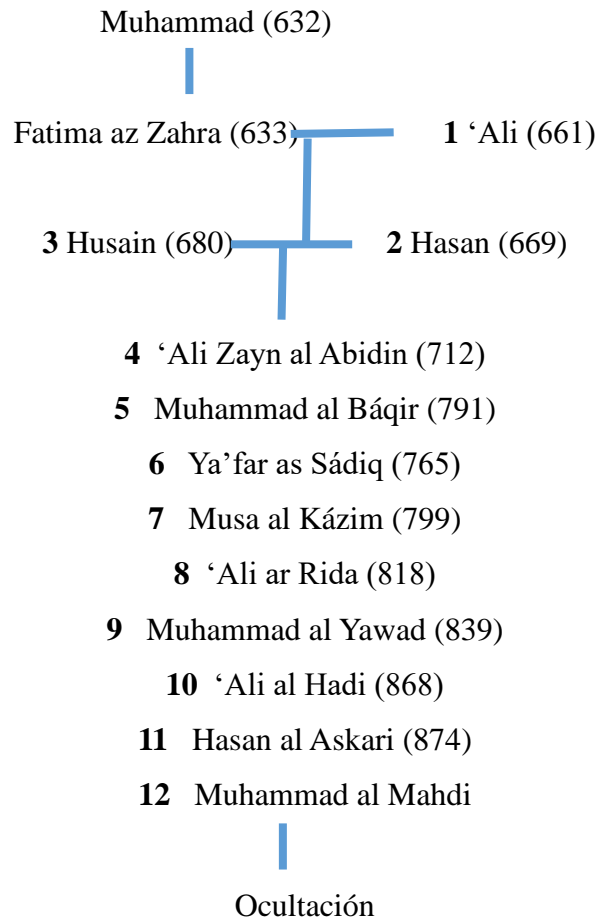 Muhammad (632)
Fatima az Zahra (633) 1 ‘Ali (661)
3 Husain (680) 2 Hasan (669)
4 ‘Ali Zayn al Abidin (712)
5 Muhammad al Báqir (791)
6 Ya’far as Sádiq (765)
7 Musa al Kázim (799)
8 ‘Ali ar Rida (818)
9 Muhammad al Yawad (839)
10 ‘Ali al Hadi (868)
11 Hasan al Askari (874)
12 Muhammad al Mahdi
Ocultación